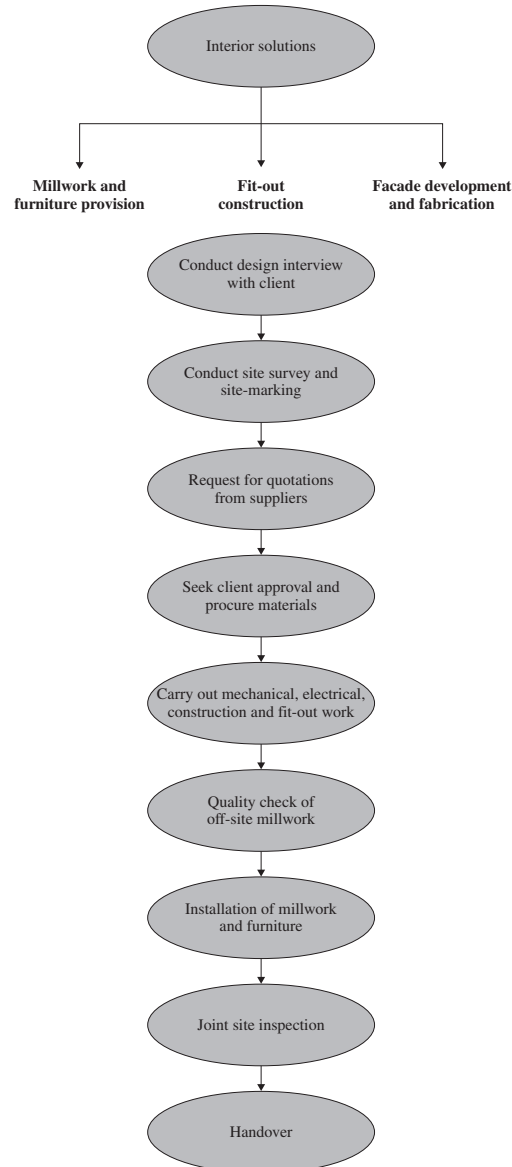 Interior solutions
Millwork and
furniture provision
Fit-out
construction
Facade development
and fabrication
Conduct design interview
with client
Conduct site survey and
site-marking
Request for quotations
from suppliers
Seek client approval and
procure materials
Carry out mechanical, electrical,
construction and fit-out work
Quality check of
off-site millwork
Installation of millwork
and furniture
Joint site inspection
Handover